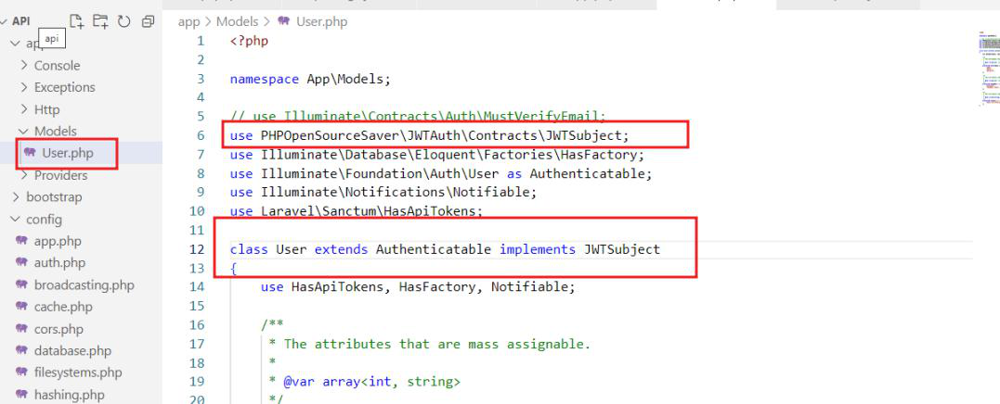 API
api
app
Console
Exceptions
Http
Models
User.php
Providers
bootstrap
config
app.php
auth.php
broadcasting.php
cache.php
cors.php
database.php
filesystems.php
hashing.php
app > Models > User.php
1 <?php
2
3 namespace App\Models;
4
5 // use Illuminate\Contracts\Auth\MustVerifyEmail;
6 use PHPOpenSourceSaver\JWTAuth\Contracts\JWTSubject;
7 use Illuminate\Database\Eloquent\Factories\HasFactory;
8 use Illuminate\Foundation\Auth\User as Authenticatable;
9 use Illuminate\Notifications\Notifiable;
10 use Laravel\Sanctum\HasApiTokens;
11
12 class User extends Authenticatable implements JWTSubject
13 {
14 use HasApiTokens, HasFactory, Notifiable;
15
16 /**
17 * The attributes that are mass assignable.
18 *
19 * @var array<int, string>
20 */